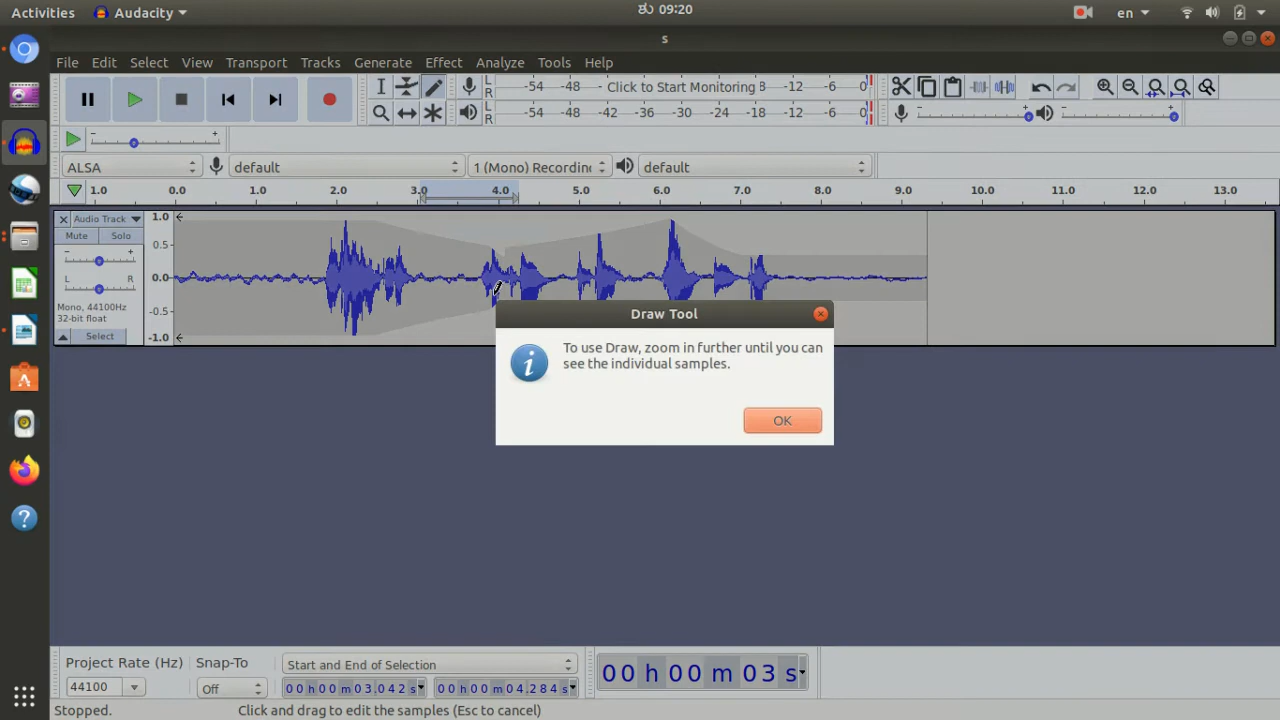 Activities
Audacity
ప 09:20
en
s
File Edit Select View Transport Tracks Generate Effect Analyze Tools Help
L
R
-54 -48 - Click to Start Monitoring 8 -12 -6 0
L
R
-54 -48 -42 -36 -30 -24 -18 -12 -6 0
ALSA
default
1 (Mono) Recordin
default
1.0 0.0 1.0 2.0 3.0 4.0 5.0 6.0 7.0 8.0 9.0 10.0 11.0 12.0 13.0
Audio Track
Mute Solo
L R
Mono, 44100Hz
32-bit float
Select
1.0
0.5
0.0
-0.5
-1.0
Draw Tool
To use Draw, zoom in further until you can
see the individual samples.
OK
Project Rate (Hz) Snap-To
Start and End of Selection
44100
Off
00 h 00 m 03.042 s
00 h 00 m 04.284 s
00 h 00 m 03 s
Stopped.
Click and drag to edit the samples (Esc to cancel)